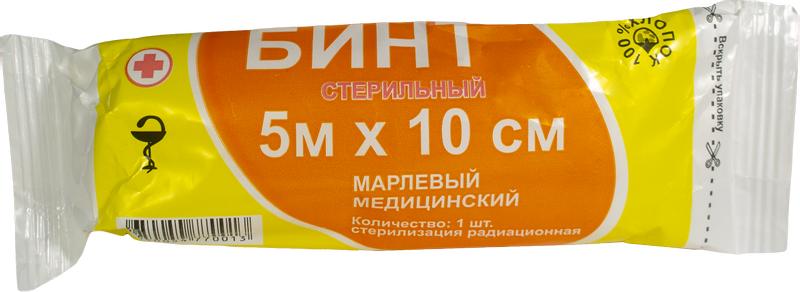 БИНТ
СТЕРИЛЬНЫЙ
5М Х 10 СМ
МАРЛЕВЫЙ
МЕДИЦИНСКИЙ
Количество: 1 шт.
стерилизация радиационная
100% ХЛОПОК
Вскрыть упаковку